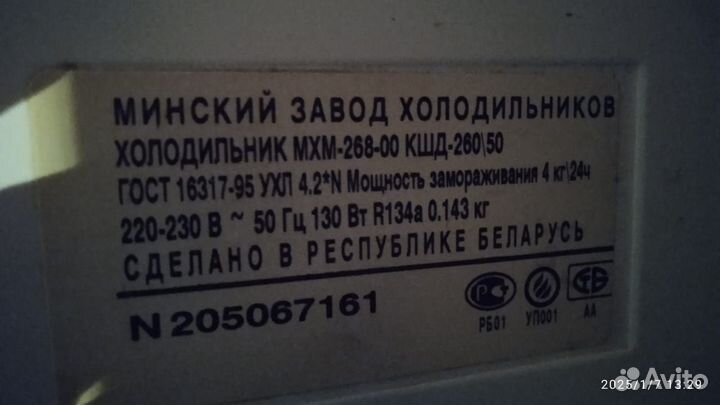 МИНСКИЙ ЗАВОД ХОЛОДИЛЬНИКОВ
ХОЛОДИЛЬНИК МХМ-268-00 КШД-260\50
ГОСТ 16317-95 УХЛ 4.2*N Мощность замораживания 4 кг\24ч
220-230 В ~ 50 Гц 130 Вт R134a 0.143 кг
СДЕЛАНО В РЕСПУБЛИКЕ БЕЛАРУСЬ
N 205067161
РБ01 УП001 АА
2025/1/7 13:29
Avito